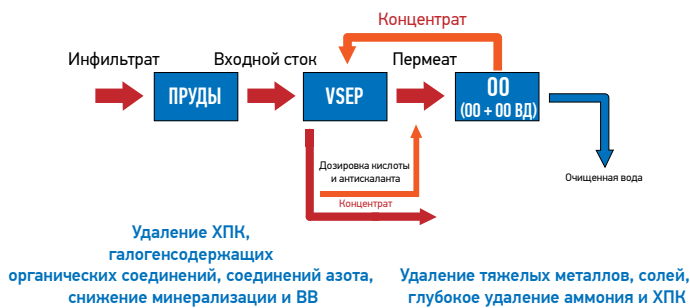 Концентрат
Инфильтрат
Входной сток
Пермеат
ПРУДЫ
VSEP
ОО
(ОО + ОО ВД)
Дозировка кислоты
и антискаланта
Концентрат
Очищенная вода
Удаление ХПК,
галогенсодержащих
органических соединений, соединений азота,
снижение минерализации и ВВ
Удаление тяжелых металлов, солей,
глубокое удаление аммония и ХПК